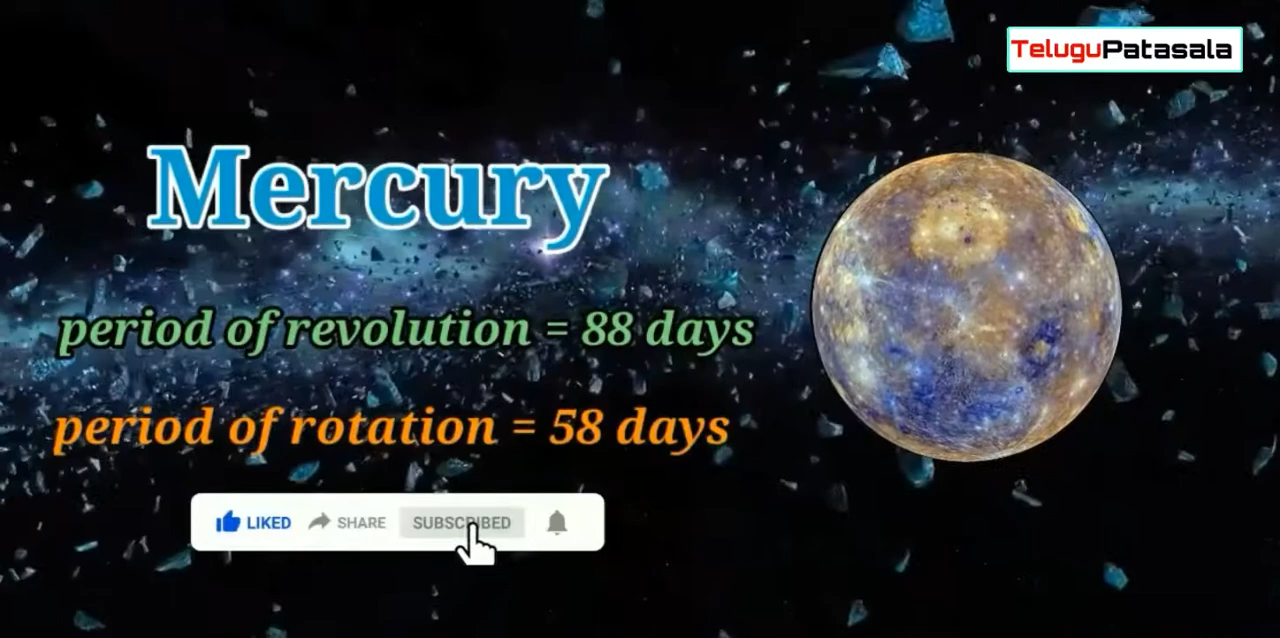 TeluguPatasala
Mercury
period of revolution = 88 days
period of rotation = 58 days
LIKED SHARE SUBSCRIBED